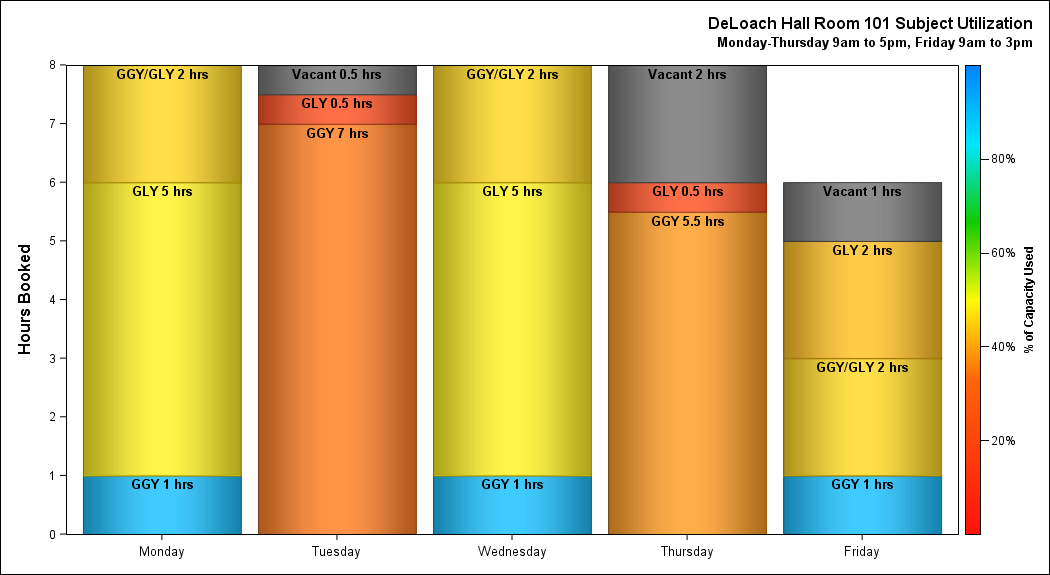 DeLoach Hall Room 101 Subject Utilization
Monday-Thursday 9am to 5pm, Friday 9am to 3pm
Hours Booked
8
7
6
5
4
3
2
1
0
GGY/GLY 2 hrs
GLY 5 hrs
GGY 1 hrs
Vacant 0.5 hrs
GLY 0.5 hrs
GGY 7 hrs
GGY/GLY 2 hrs
GLY 5 hrs
GGY 1 hrs
Vacant 2 hrs
GLY 0.5 hrs
GGY 5.5 hrs
Vacant 1 hrs
GLY 2 hrs
GGY/GLY 2 hrs
GGY 1 hrs
Monday
Tuesday
Wednesday
Thursday
Friday
80%
60%
40%
20%
% of Capacity Used